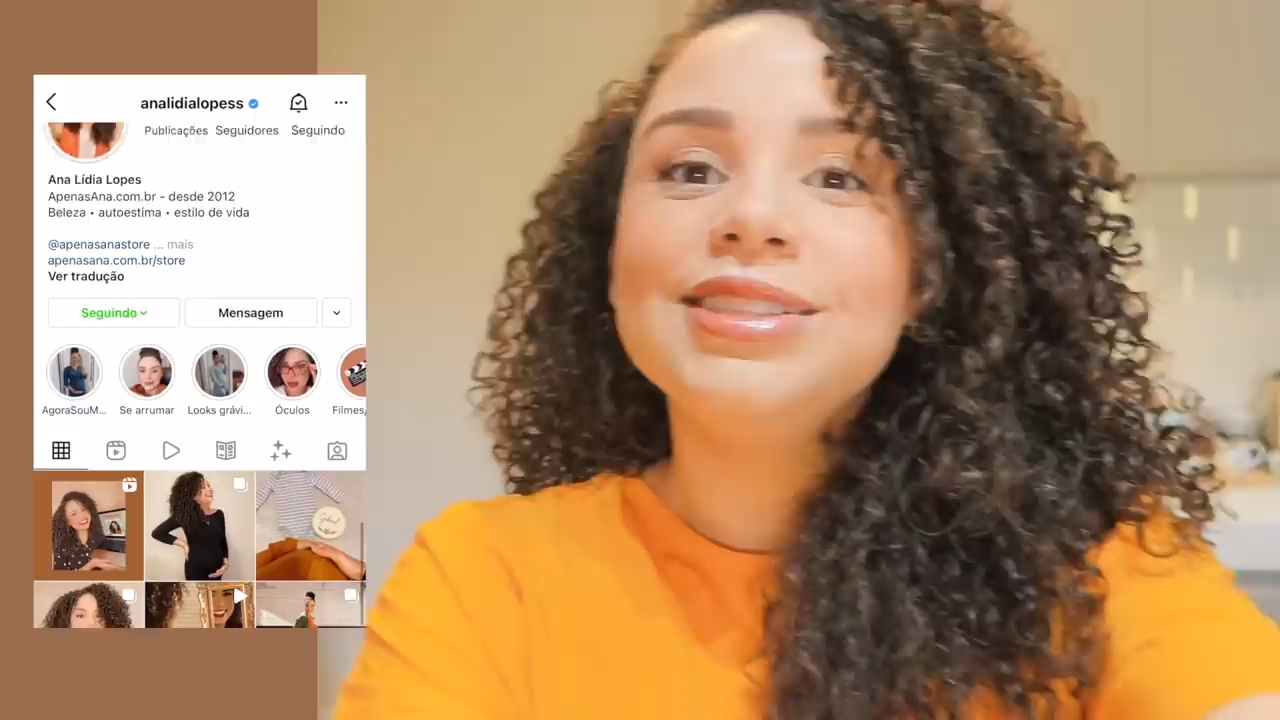 analidialopess
Publicações Seguidores Seguindo
Ana Lídia Lopes
ApenasAna.com.br - desde 2012
Beleza • autoestima • estilo de vida
@apenasanastore ... mais
apenasana.com.br/store
Ver tradução
Seguindo
Mensagem
AgoraSouM... Se arrumar Looks grávi... Óculos Filmes/